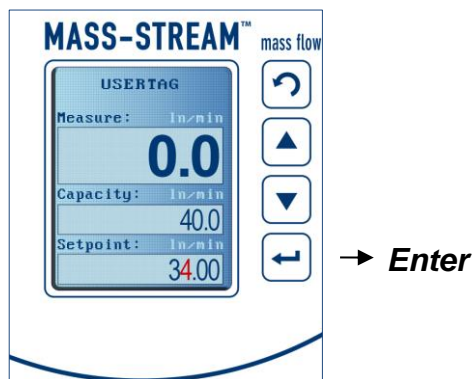 MASS-STREAM™ mass flow
USERTAG
Measure: ln/min
0.0
Capacity: ln/min
40.0
Setpoint: ln/min
34.00
Enter